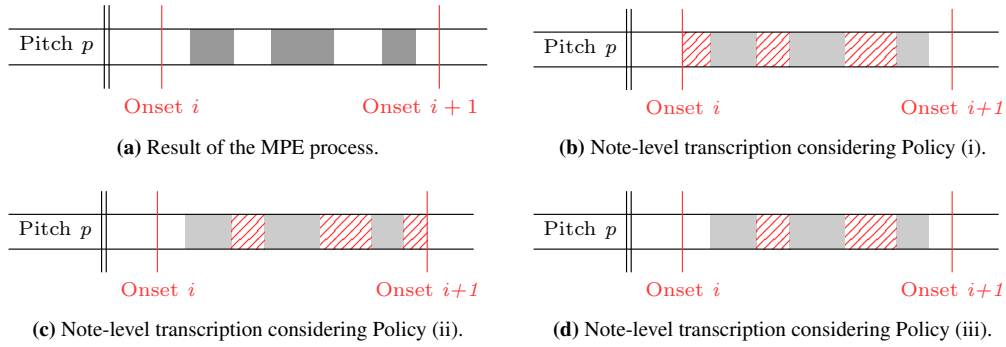 Pitch p
Onset i
Onset i + 1
(a) Result of the MPE process.
Pitch p
Onset i
Onset i+1
(b) Note-level transcription considering Policy (i).
Pitch p
Onset i
Onset i+1
(c) Note-level transcription considering Policy (ii).
Pitch p
Onset i
Onset i+1
(d) Note-level transcription considering Policy (iii).